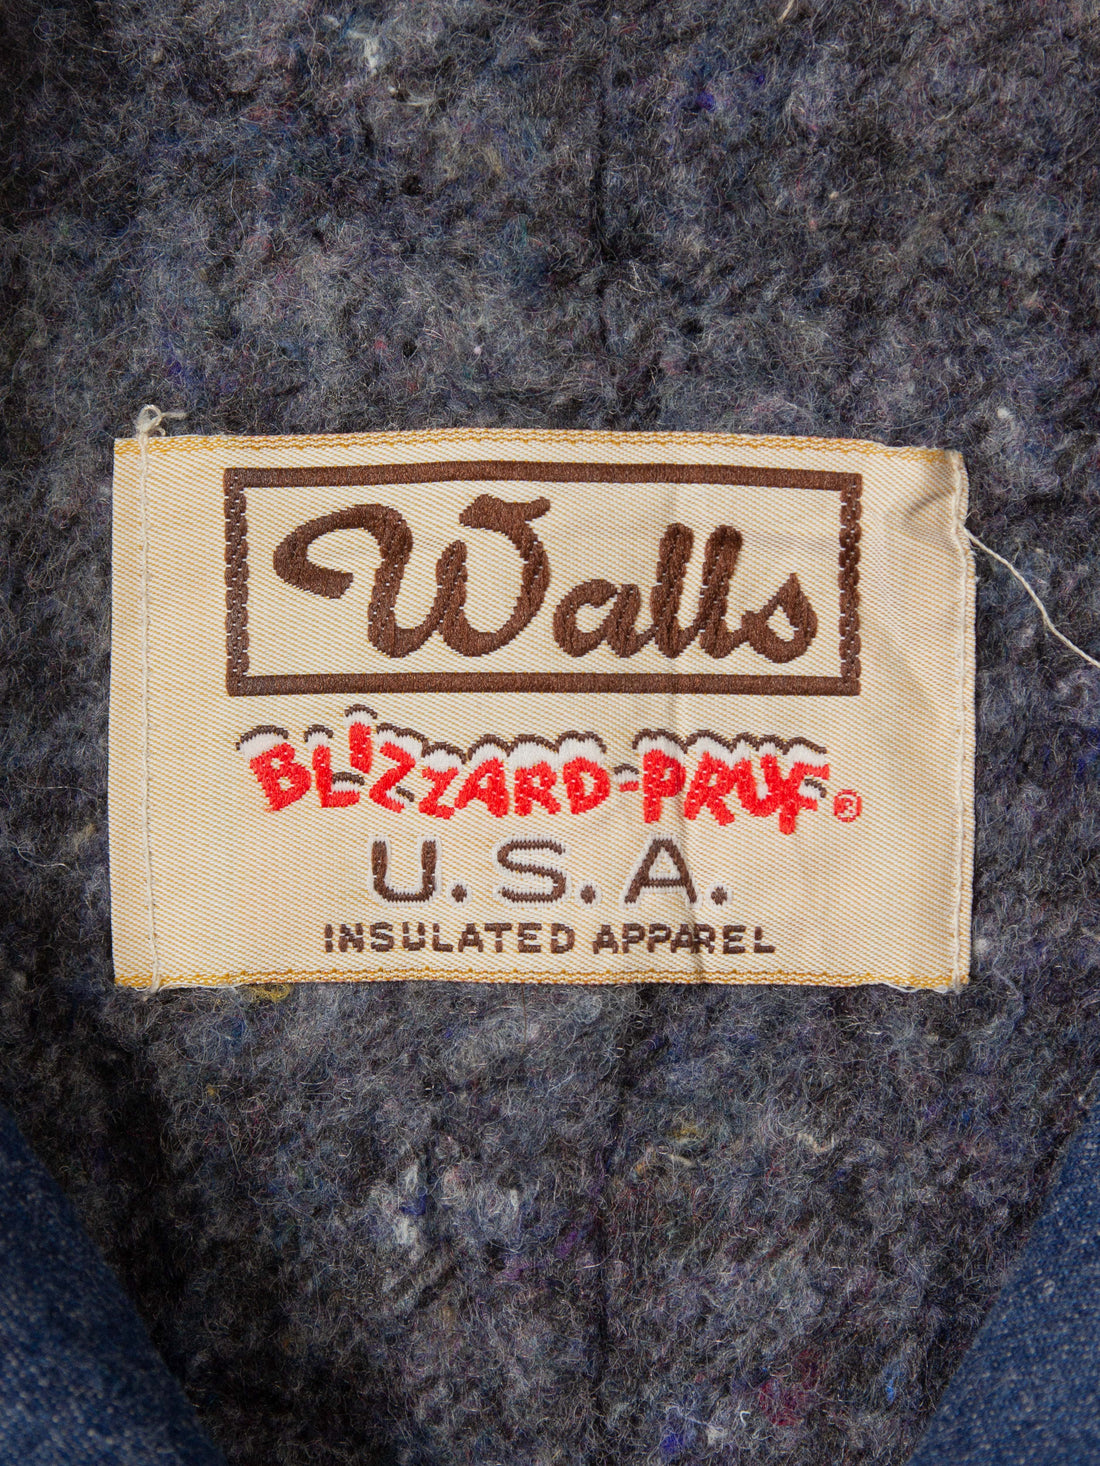 Walls
BLIZZARD-PRUF®
U.S.A.
INSULATED APPAREL